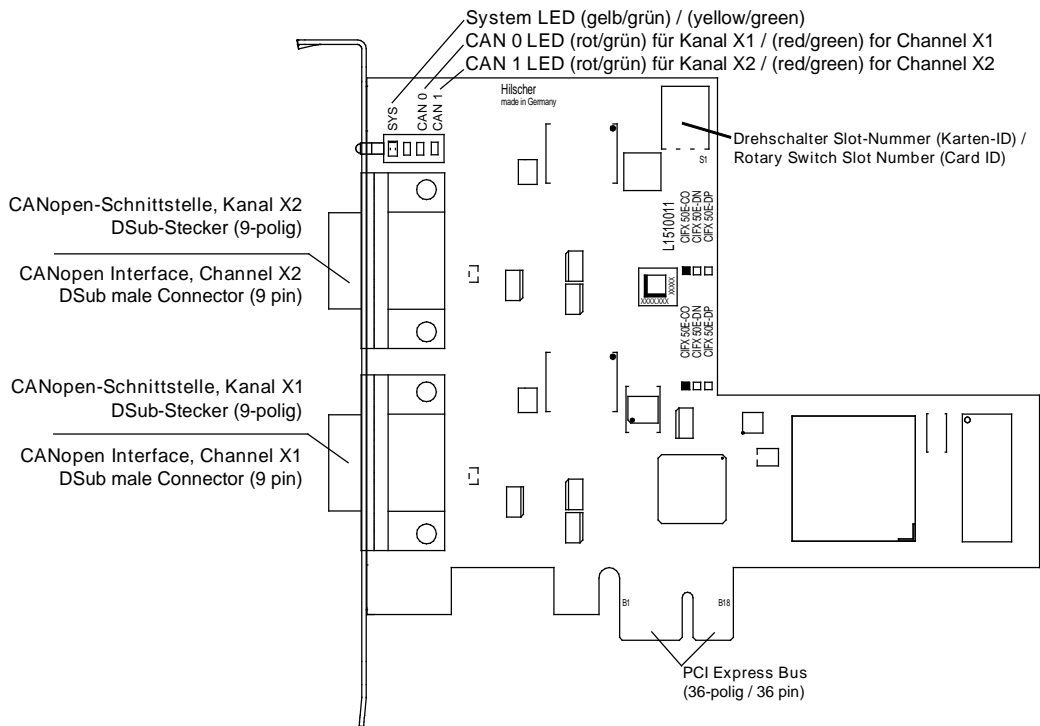 System LED (gelb/grün) / (yellow/green)
CAN 0 LED (rot/grün) für Kanal X1 / (red/green) for Channel X1
CAN 1 LED (rot/grün) für Kanal X2 / (red/green) for Channel X2
SYS
CAN 0
CAN 1
Hilscher
made in Germany
S1
Drehschalter Slot-Nummer (Karten-ID) /
Rotary Switch Slot Number (Card ID)
CANopen-Schnittstelle, Kanal X2
DSub-Stecker (9-polig)
CANopen Interface, Channel X2
DSub male Connector (9 pin)
L1510011
CIFX 50E-CO
CIFX 50E-DN
CIFX 50E-DP
XXXXX
XXXXXXX
CIFX 50E-CO
CIFX 50E-DN
CIFX 50E-DP
CANopen-Schnittstelle, Kanal X1
DSub-Stecker (9-polig)
CANopen Interface, Channel X1
DSub male Connector (9 pin)
B1
B18
PCI Express Bus
(36-polig / 36 pin)